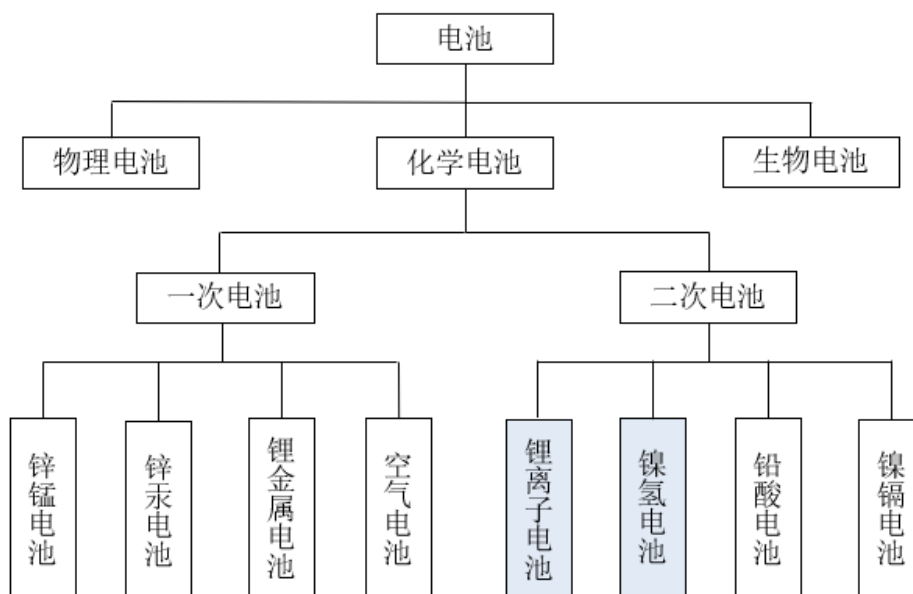 电池
物理电池
化学电池
生物电池
一次电池
二次电池
锌锰电池
锌汞电池
锂金属电池
空气电池
锂离子电池
镍氢电池
铅酸电池
镍镉电池